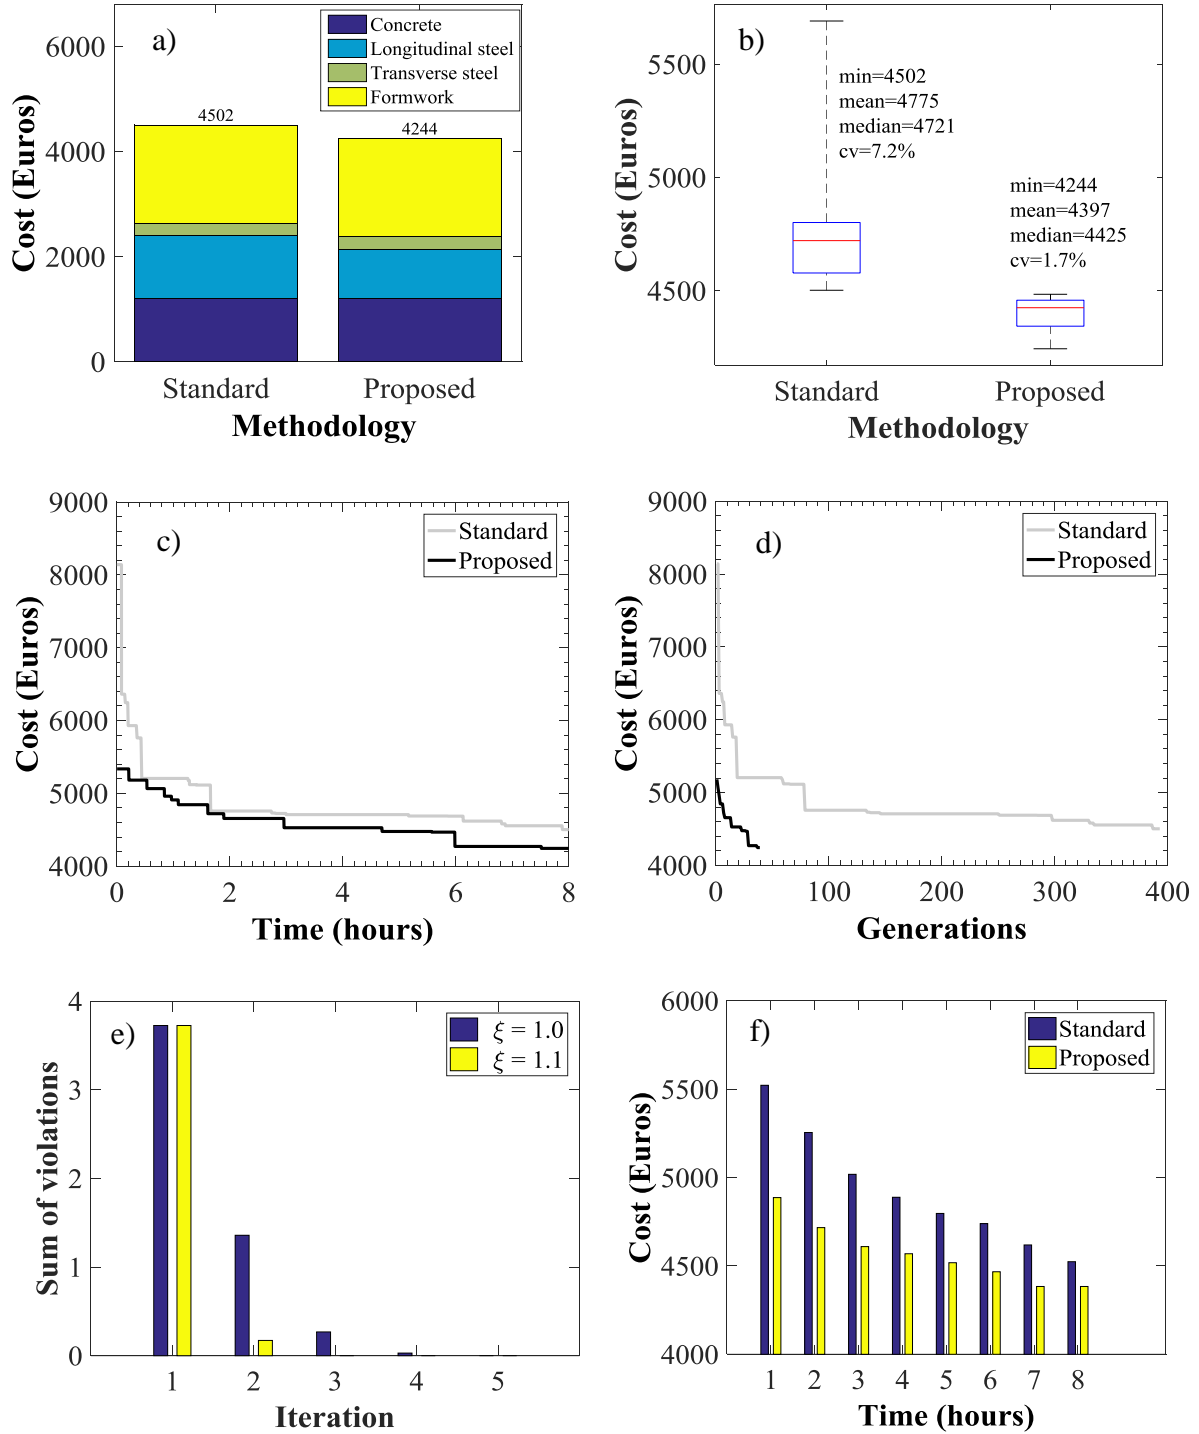 a)
Concrete
Longitudinal steel
Transverse steel
Formwork
6000
4000
2000
0
4502
4244
Cost (Euros)
Standard
Proposed
Methodology
b)
min=4502
mean=4775
median=4721
cv=7.2%
min=4244
mean=4397
median=4425
cv=1.7%
5500
5000
4500
Cost (Euros)
Standard
Proposed
Methodology
c)
Standard
Proposed
9000
8000
7000
6000
5000
4000
Cost (Euros)
0 2 4 6 8
Time (hours)
d)
Standard
Proposed
9000
8000
7000
6000
5000
4000
Cost (Euros)
0 100 200 300 400
Generations
e)
ξ = 1.0
ξ = 1.1
4
3
2
1
0
Sum of violations
1 2 3 4 5
Iteration
f)
Standard
Proposed
6000
5500
5000
4500
4000
Cost (Euros)
1 2 3 4 5 6 7 8
Time (hours)